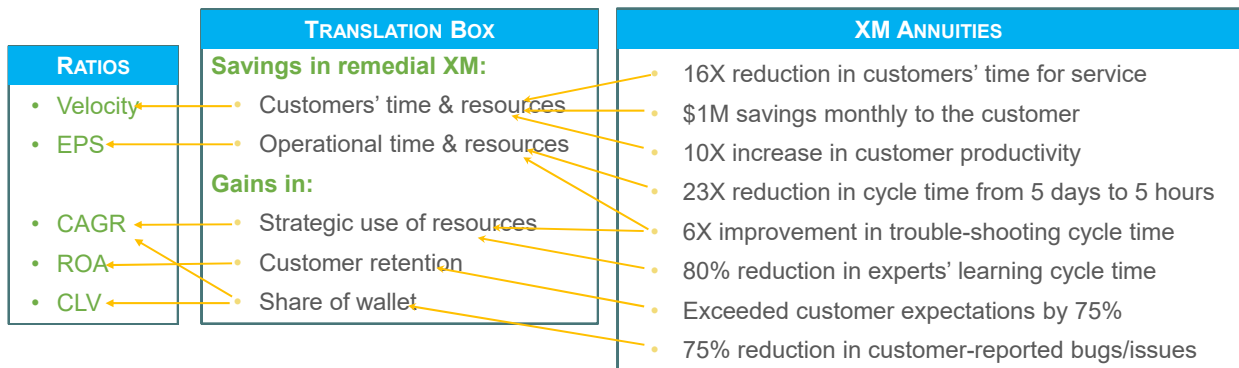 RATIOS
• Velocity
• EPS
• CAGR
• ROA
• CLV
TRANSLATION BOX
Savings in remedial XM:
• Customers' time & resources
• Operational time & resources
Gains in:
• Strategic use of resources
• Customer retention
• Share of wallet
XM ANNUITIES
• 16X reduction in customers' time for service
• $1M savings monthly to the customer
• 10X increase in customer productivity
• 23X reduction in cycle time from 5 days to 5 hours
• 6X improvement in trouble-shooting cycle time
• 80% reduction in experts' learning cycle time
• Exceeded customer expectations by 75%
• 75% reduction in customer-reported bugs/issues